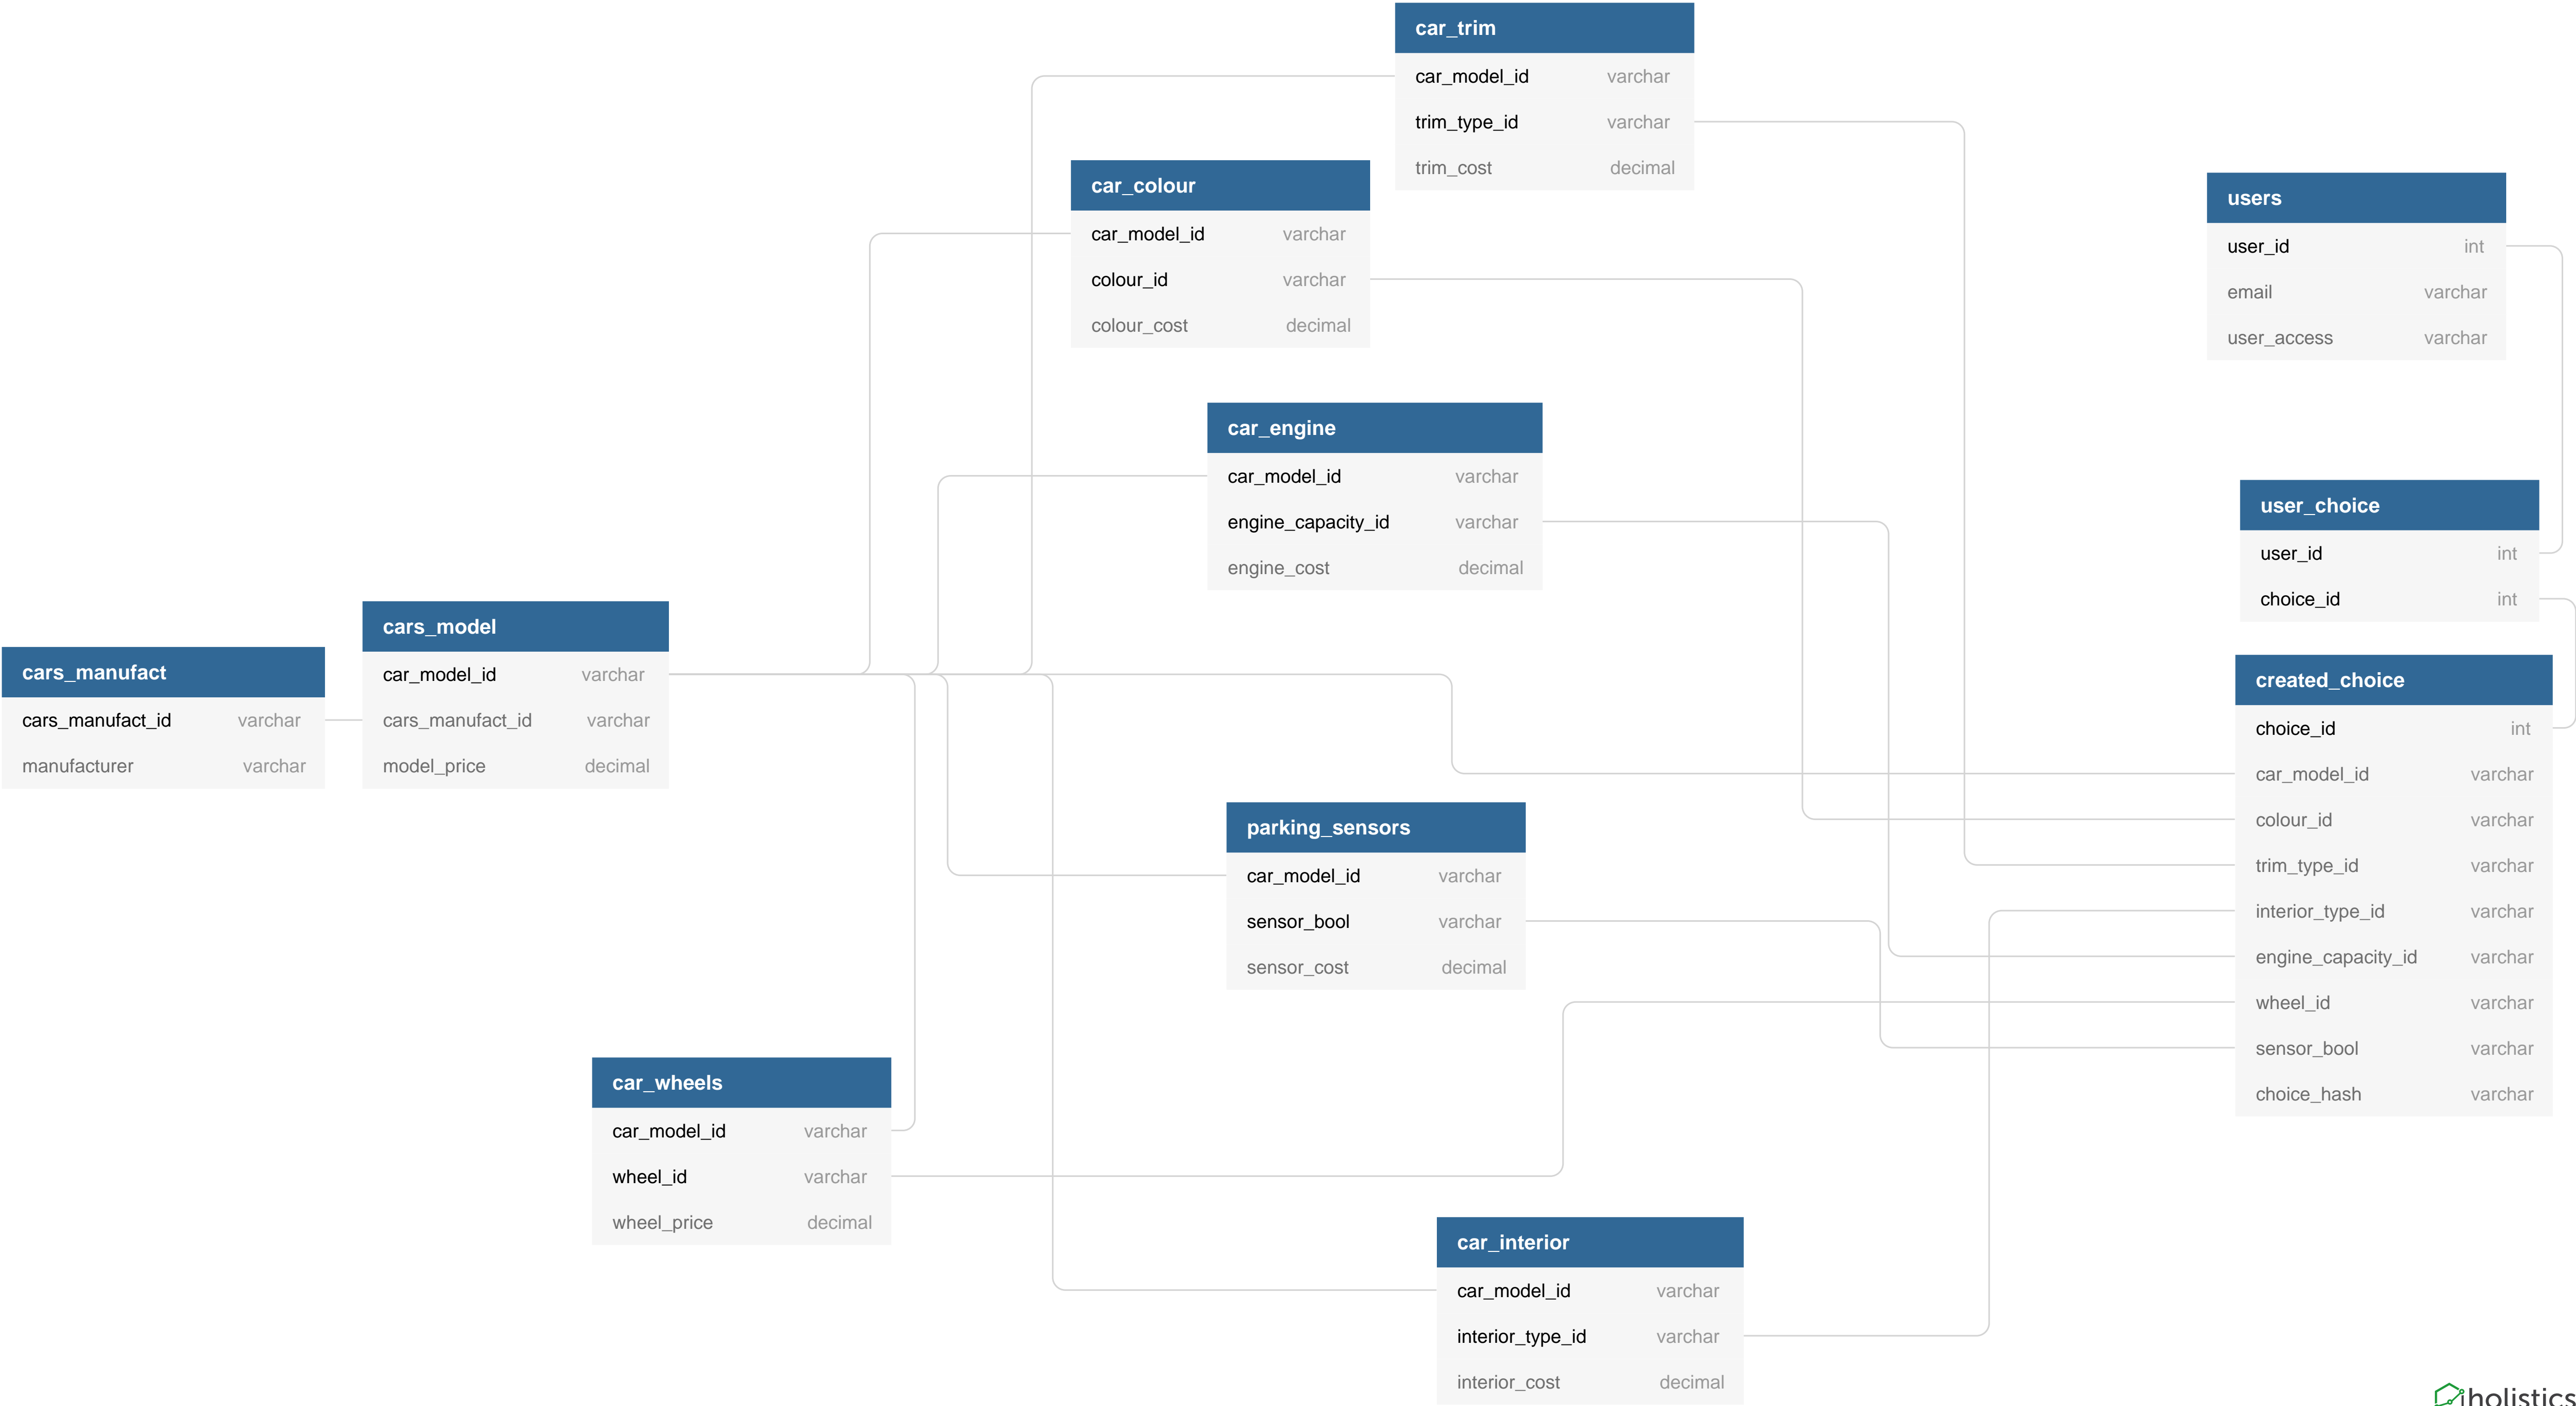 car_trim
car_model_id varchar
trim_type_id varchar
trim_cost decimal
car_colour
car_model_id varchar
colour_id varchar
colour_cost decimal
users
user_id int
email varchar
user_access varchar
car_engine
car_model_id varchar
engine_capacity_id varchar
engine_cost decimal
user_choice
user_id int
choice_id int
cars_manufact
cars_manufact_id varchar
manufacturer varchar
cars_model
car_model_id varchar
cars_manufact_id varchar
model_price decimal
created_choice
choice_id int
car_model_id varchar
colour_id varchar
trim_type_id varchar
interior_type_id varchar
engine_capacity_id varchar
wheel_id varchar
sensor_bool varchar
choice_hash varchar
parking_sensors
car_model_id varchar
sensor_bool varchar
sensor_cost decimal
car_wheels
car_model_id varchar
wheel_id varchar
wheel_price decimal
car_interior
car_model_id varchar
interior_type_id varchar
interior_cost decimal
holistics